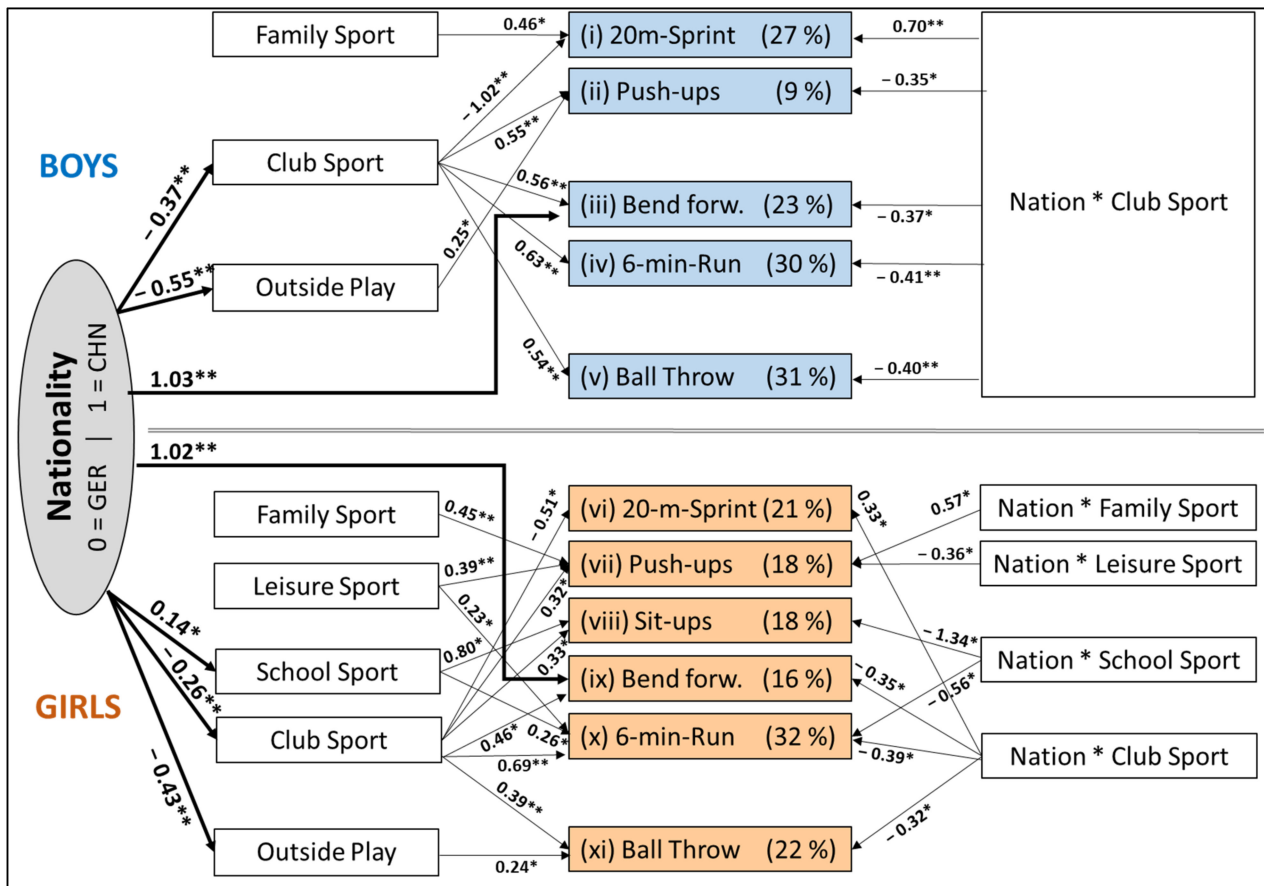 Family Sport
0.46*
(i) 20m-Sprint (27 %)
0.70**
– 1.02**
(ii) Push-ups (9 %)
– 0.35*
0.55**
BOYS
Club Sport
– 0.37**
0.56**
(iii) Bend forw. (23 %)
– 0.37*
Nation * Club Sport
0.25*
0.63**
(iv) 6-min-Run (30 %)
– 0.41**
– 0.55**
Outside Play
0.54**
(v) Ball Throw (31 %)
– 0.40**
1.03**
Nationality
0 = GER | 1 = CHN
1.02**
Family Sport
0.45**
– 0.51*
(vi) 20-m-Sprint (21 %)
0.33*
0.57*
Nation * Family Sport
Leisure Sport
0.39**
0.32*
(vii) Push-ups (18 %)
– 0.36*
Nation * Leisure Sport
0.23*
0.14*
School Sport
0.80*
0.33*
(viii) Sit-ups (18 %)
– 1.34*
Nation * School Sport
– 0.26**
(ix) Bend forw. (16 %)
– 0.35*
– 0.56*
GIRLS
Club Sport
0.46*
0.26*
(x) 6-min-Run (32 %)
– 0.39*
Nation * Club Sport
0.69**
– 0.43**
0.39**
– 0.32*
Outside Play
0.24*
(xi) Ball Throw (22 %)